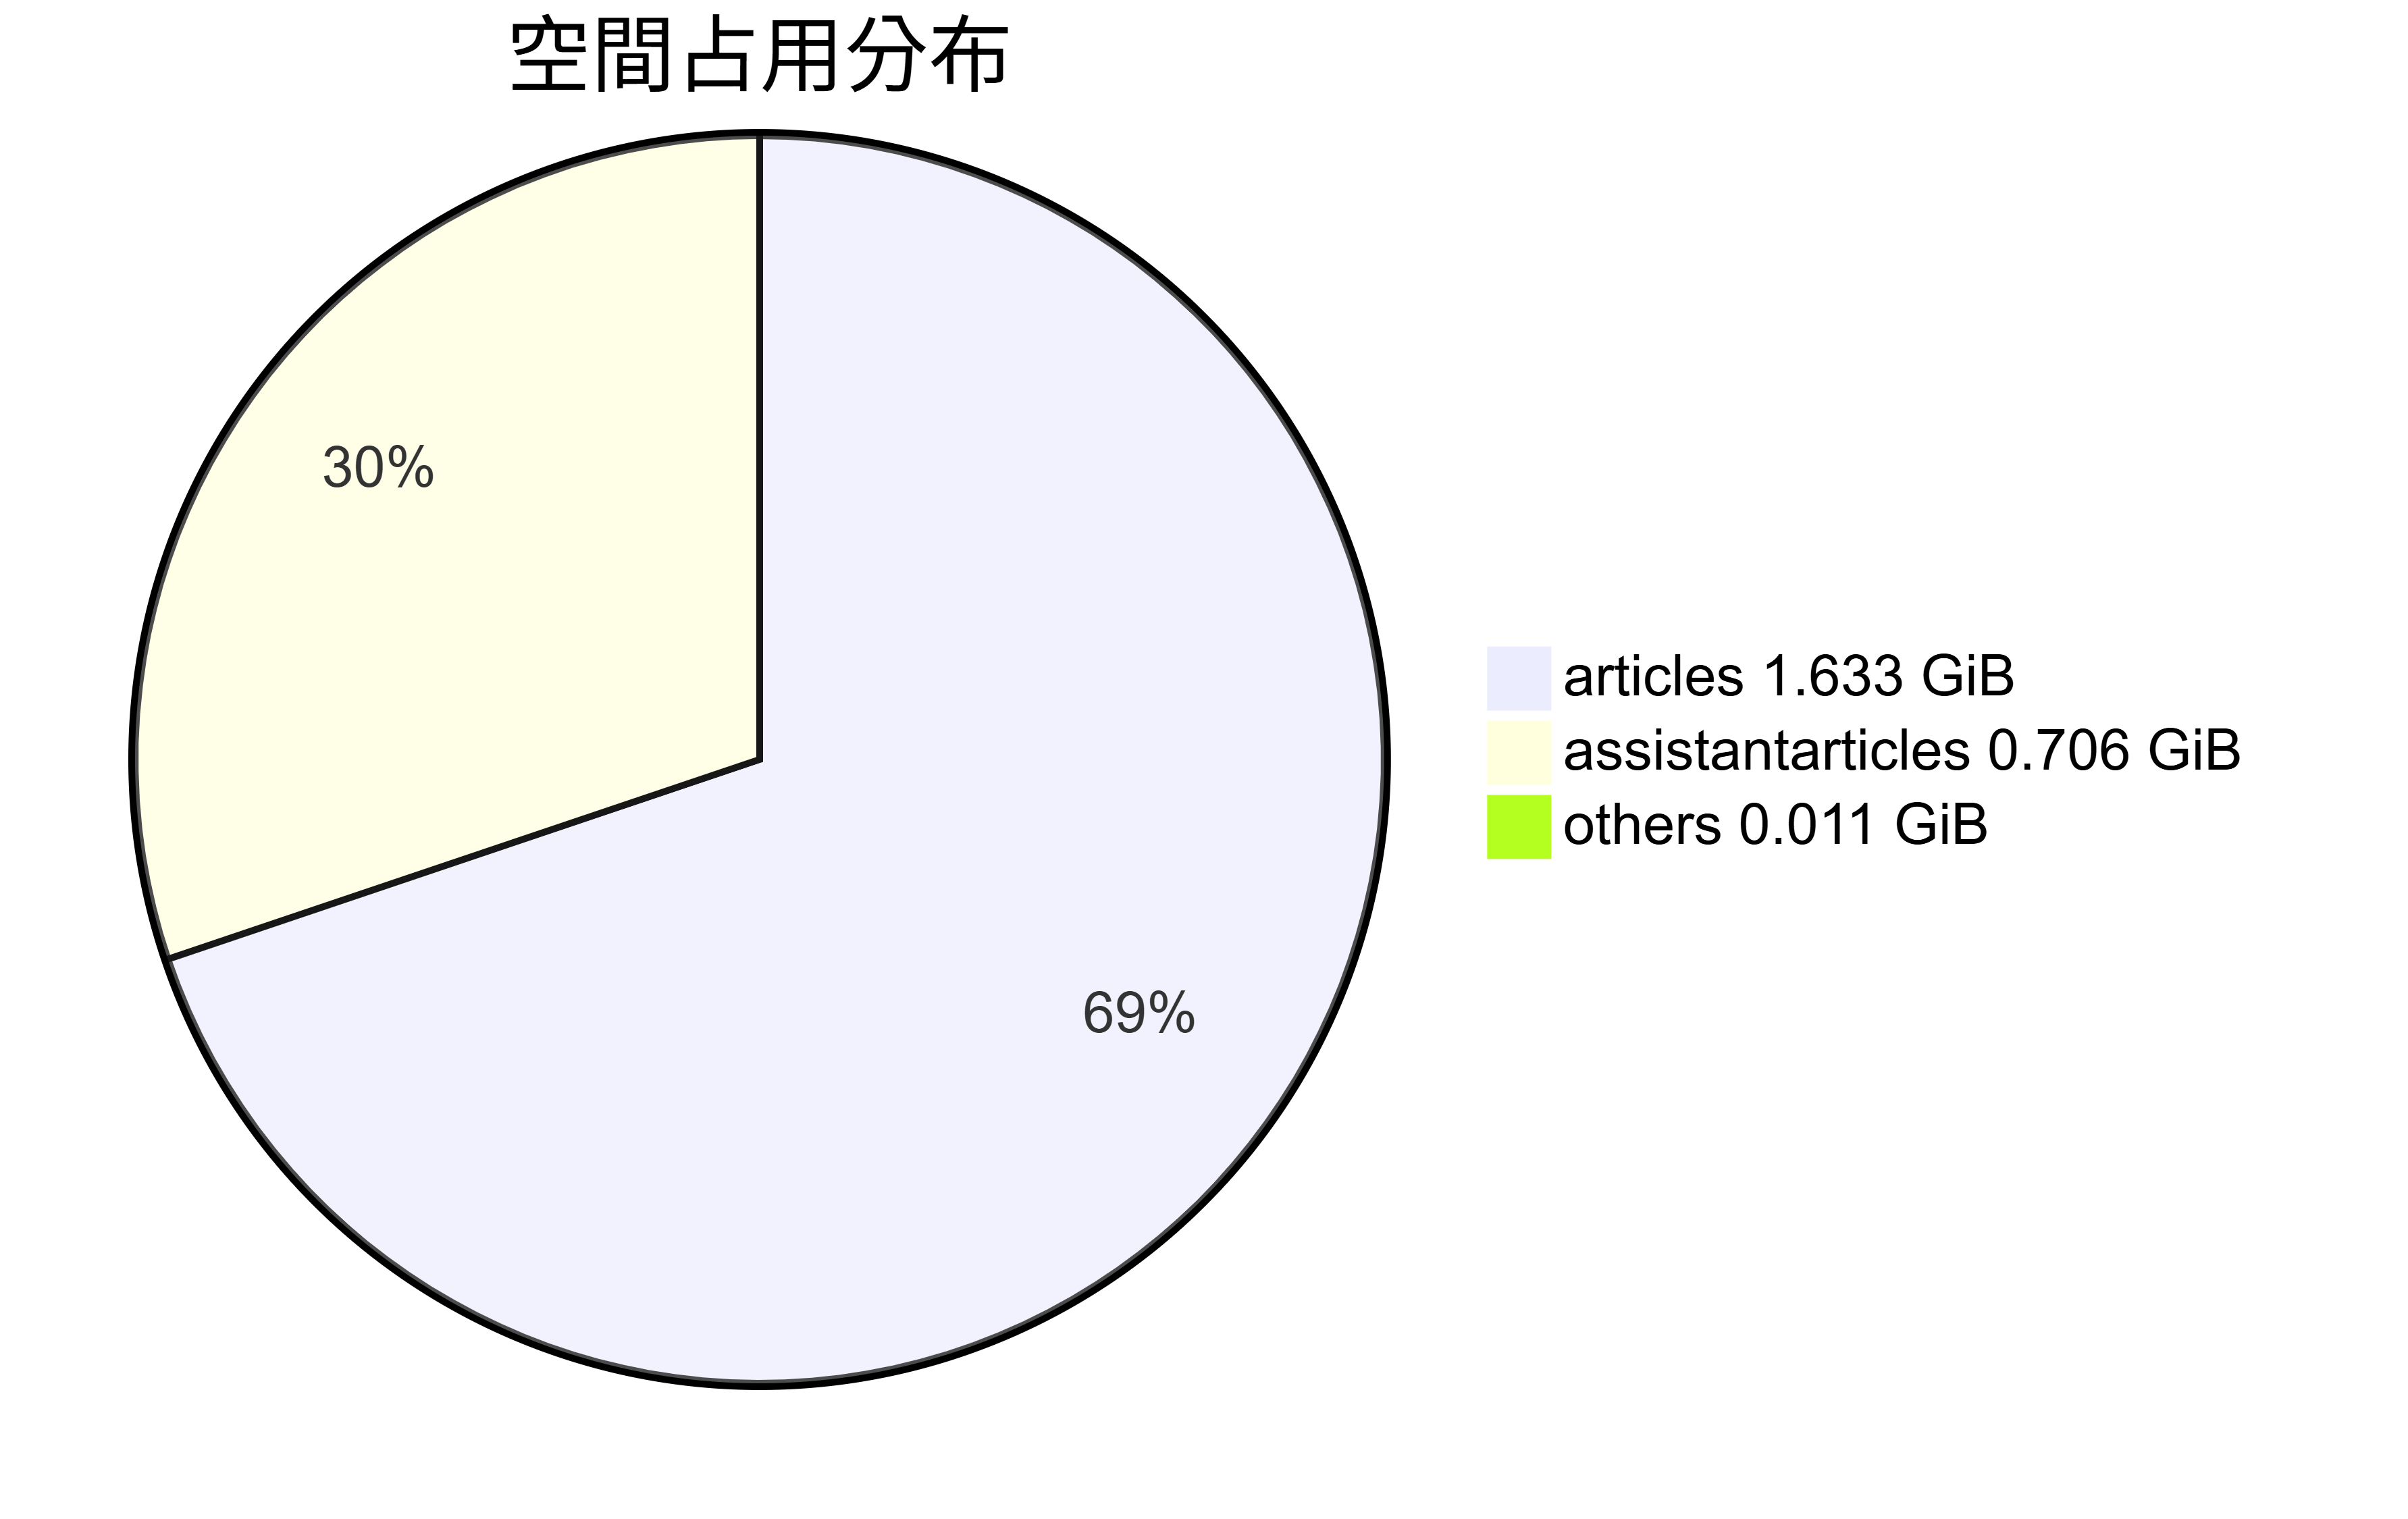 空間占用分布
30%
69%
articles 1.633 GiB
assistantarticles 0.706 GiB
others 0.011 GiB